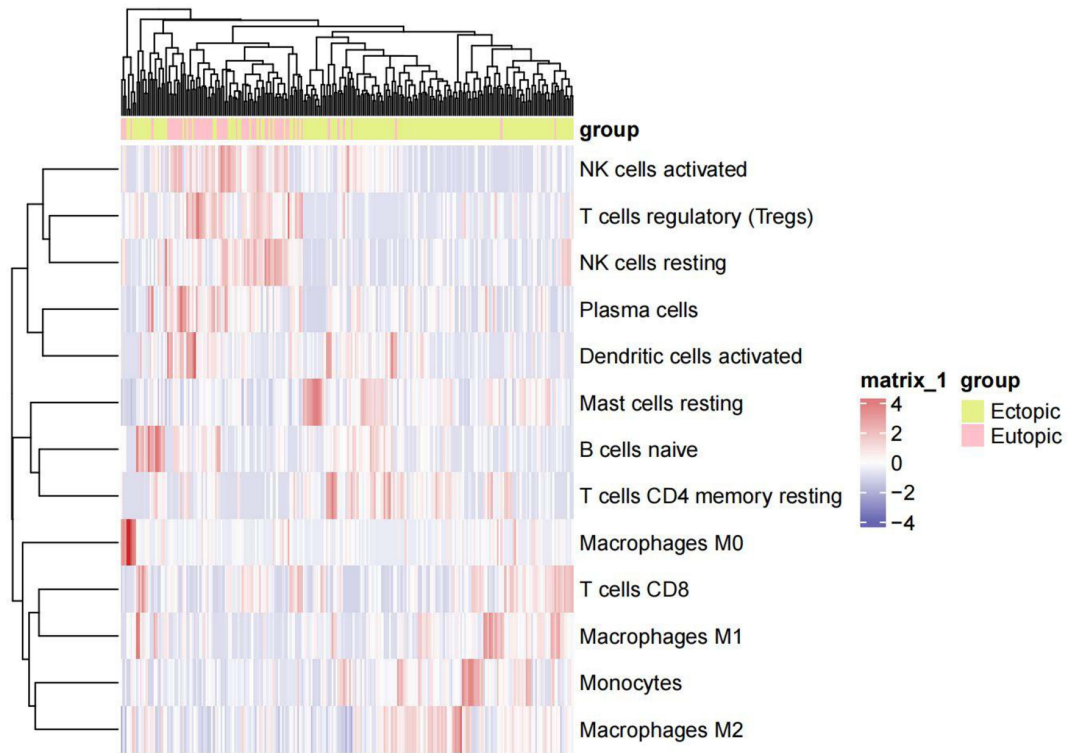 group
NK cells activated
T cells regulatory (Tregs)
NK cells resting
Plasma cells
Dendritic cells activated
Mast cells resting
B cells naive
T cells CD4 memory resting
Macrophages M0
T cells CD8
Macrophages M1
Monocytes
Macrophages M2
matrix_1
4
2
0
−2
−4
group
Ectopic
Eutopic